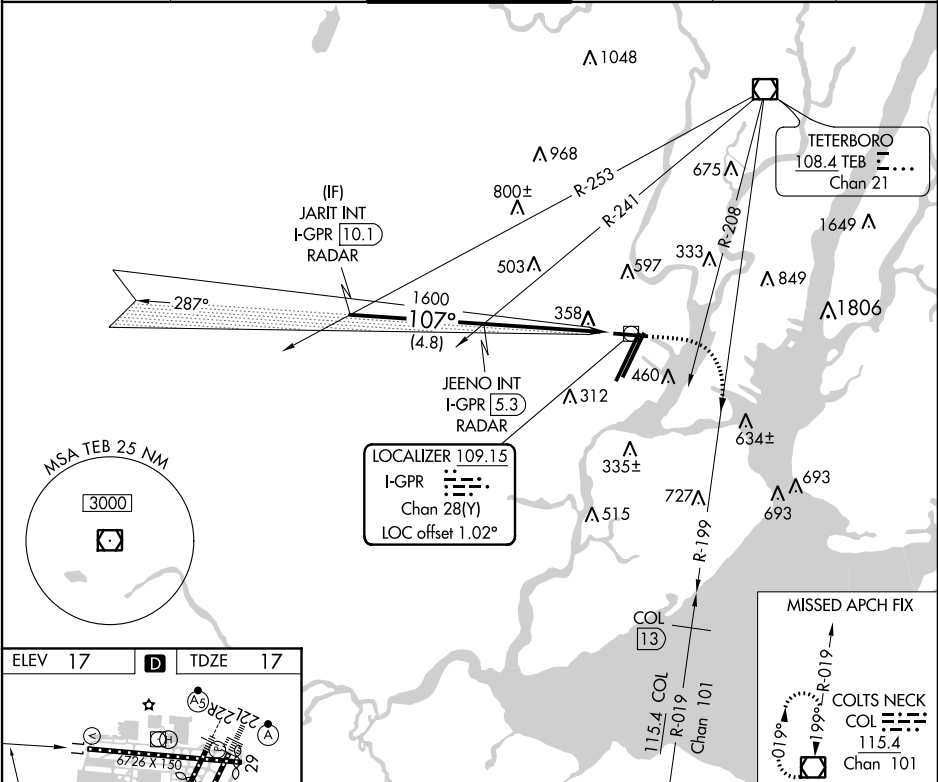 1048
TETERBORO
108.4 TEB
Chan 21
968
675
R-253
R-241
R-208
800±
(IF)
JARIT INT
I-GPR 10.1
RADAR
1649
503
597
333
849
1806
287°
1600
107°
(4.8)
358
460
312
JEENO INT
I-GPR 5.3
RADAR
634±
335±
LOCALIZER 109.15
I-GPR
Chan 28(Y)
LOC offset 1.02°
727
693
693
515
R-199
MSA TEB 25 NM
3000
COL
13
115.4 COL
R-019
Chan 101
MISSED APCH FIX
R-019
199°
019°
COLTS NECK
COL
115.4
Chan 101
ELEV 17
D
TDZE 17
A5
22R
22L
A
V
H
11
6726 X 150
29